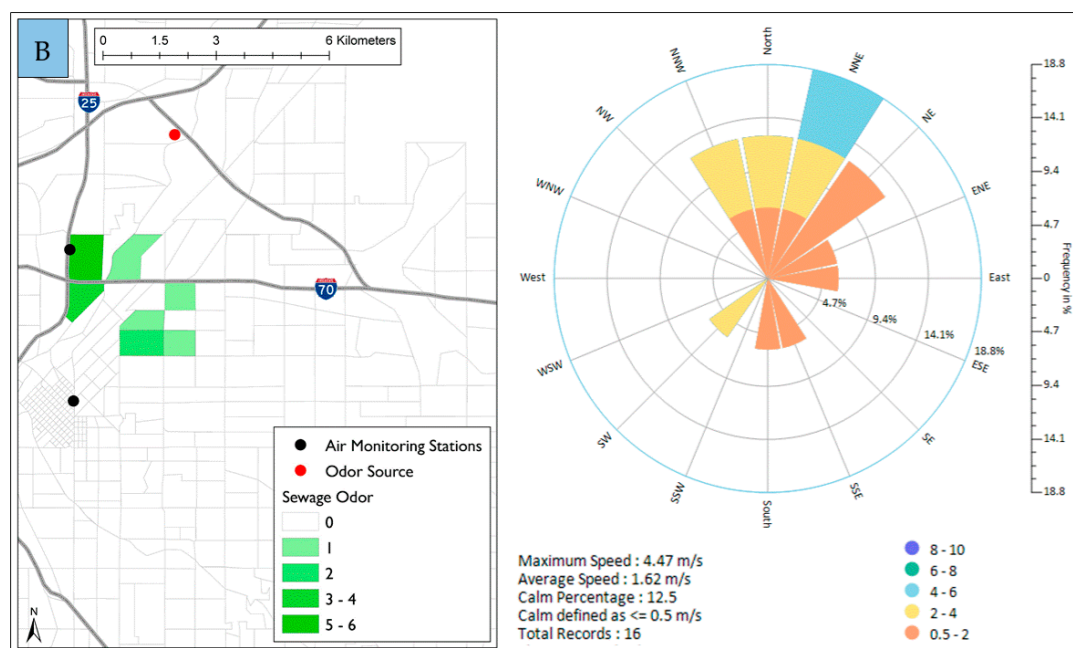 B
0 1.5 3 6 Kilometers
25
70
Air Monitoring Stations
Odor Source
Sewage Odor
0
1
2
3 - 4
5 - 6
N
North
NNE
NE
ENE
East
ESE
SE
SSE
South
SSW
SW
WSW
West
WNW
NW
NNW
4.7%
9.4%
14.1%
18.8%
18.8
14.1
9.4
4.7
0
4.7
9.4
14.1
18.8
Frequency in %
Maximum Speed : 4.47 m/s
Average Speed : 1.62 m/s
Calm Percentage : 12.5
Calm defined as <= 0.5 m/s
Total Records : 16
8 - 10
6 - 8
4 - 6
2 - 4
0.5 - 2